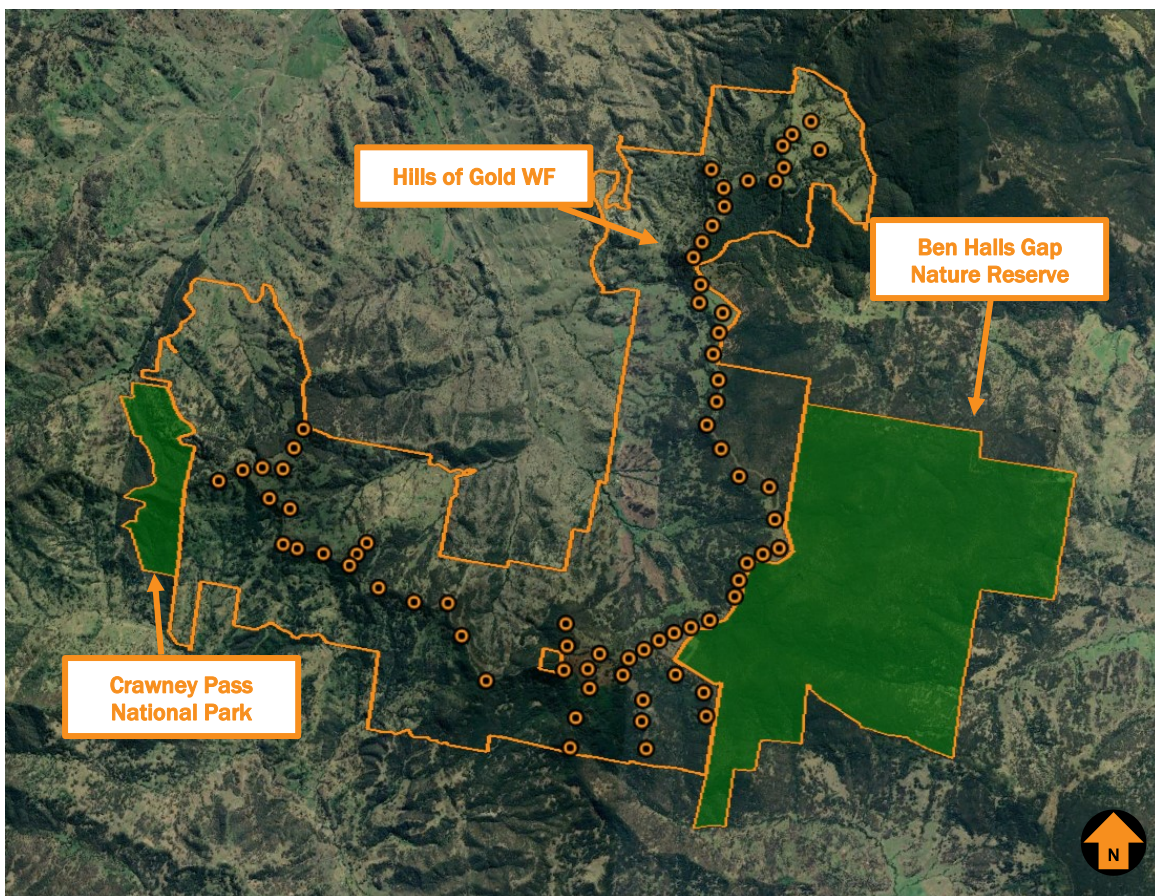 Hills of Gold WF
Ben Halls Gap
Nature Reserve
Crawney Pass
National Park
N